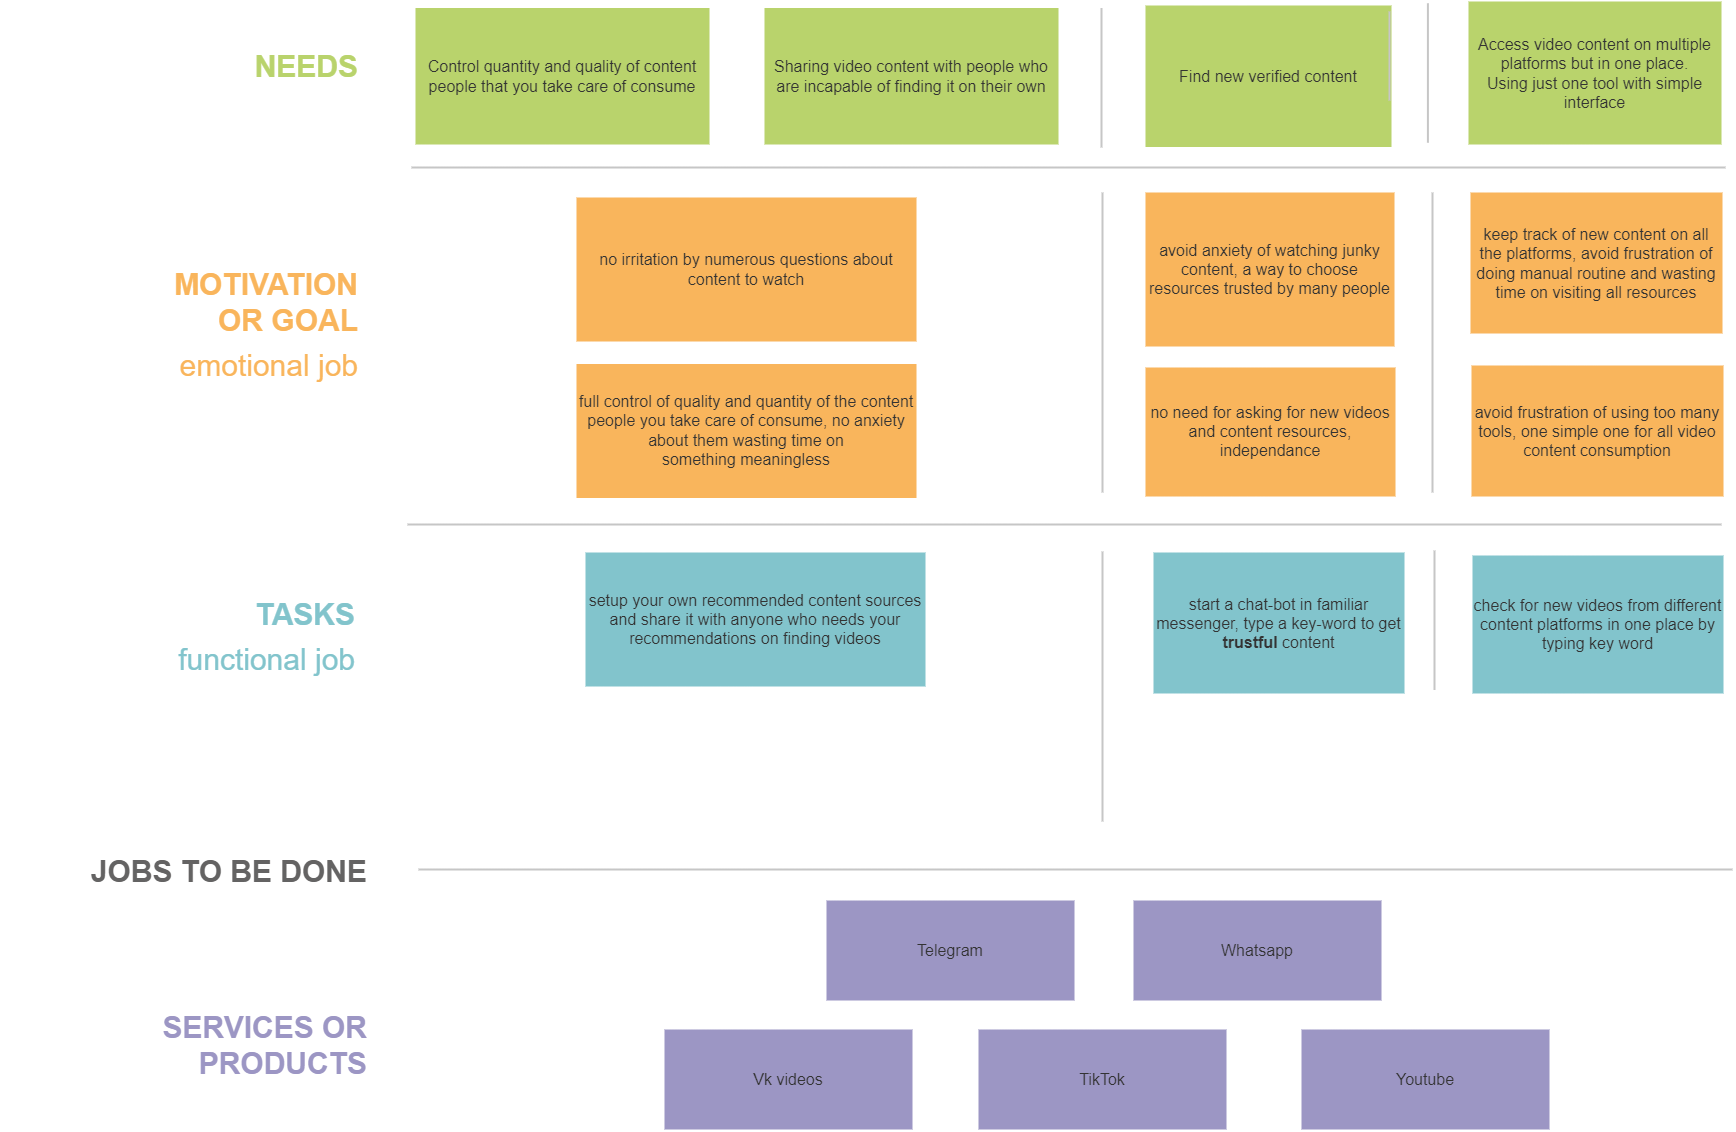 NEEDS
Control quantity and quality of content
people that you take care of consume
Sharing video content with people who
are incapable of finding it on their own
Find new verified content
Access video content on multiple
platforms but in one place.
Using just one tool with simple
interface
MOTIVATION
OR GOAL
emotional job
no irritation by numerous questions about
content to watch
avoid anxiety of watching junky
content, a way to choose
resources trusted by many people
keep track of new content on all
the platforms, avoid frustration of
doing manual routine and wasting
time on visiting all resources
full control of quality and quantity of the content
people you take care of consume, no anxiety
about them wasting time on
something meaningless
no need for asking for new videos
and content resources,
independance
avoid frustration of using too many
tools, one simple one for all video
content consumption
TASKS
functional job
setup your own recommended content sources
and share it with anyone who needs your
recommendations on finding videos
start a chat-bot in familiar
messenger, type a key-word to get
trustful content
check for new videos from different
content platforms in one place by
typing key word
JOBS TO BE DONE
SERVICES OR
PRODUCTS
Telegram
Whatsapp
Vk videos
TikTok
Youtube